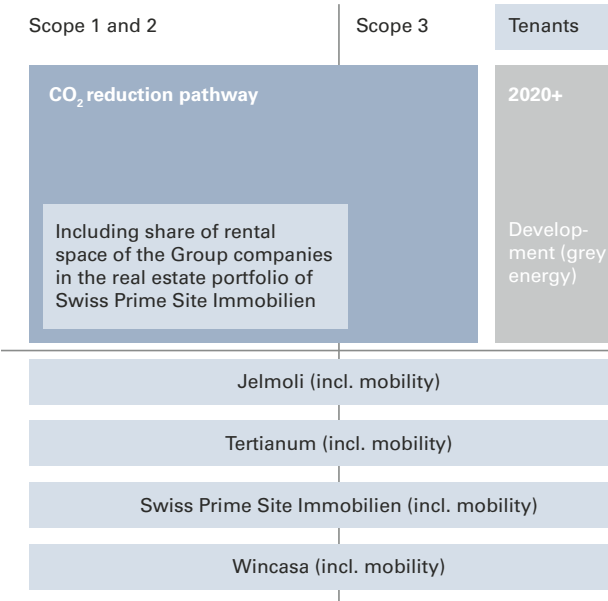 Scope 1 and 2
Scope 3
Tenants
CO₂ reduction pathway
2020+
Including share of rental
space of the Group companies
in the real estate portfolio of
Swiss Prime Site Immobilien
Develop-
ment (grey
energy)
Jelmoli (incl. mobility)
Tertianum (incl. mobility)
Swiss Prime Site Immobilien (incl. mobility)
Wincasa (incl. mobility)